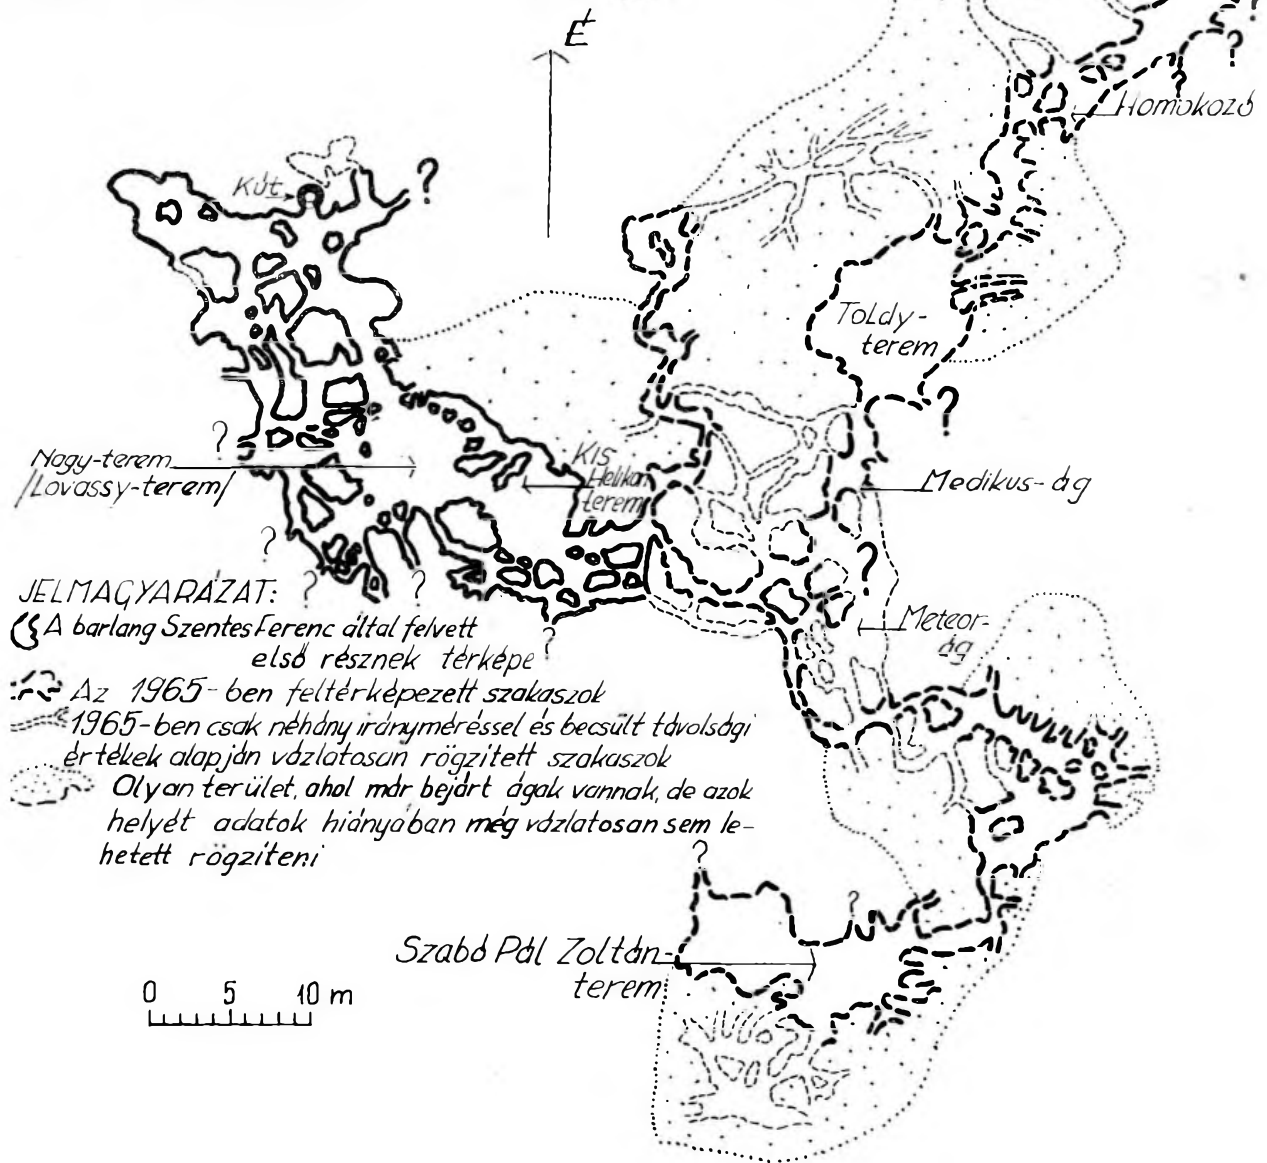 É
?
?
?
Homokozó
Kút
?
Toldy-
terem
?
?
Nagy-terem
/Lovassy-terem/
Kis
Helikon
terem
Medikus-ág
?
?
?
?
?
Meteor-
ág
JELMAGYARÁZAT:
A barlang Szentes Ferenc által felvett
első résznek térképe
Az 1965-ben feltérképezett szakaszok
1965-ben csak néhány irányméréssel és becsült távolsági
értékek alapján vázlatosan rögzített szakaszok
Olyan terület, ahol már bejárt ágak vannak, de azok
helyét adatok hiányában még vázlatosan sem le-
hetett rögzíteni
?
?
Szabó Pál Zoltán-
terem
0 5 10 m